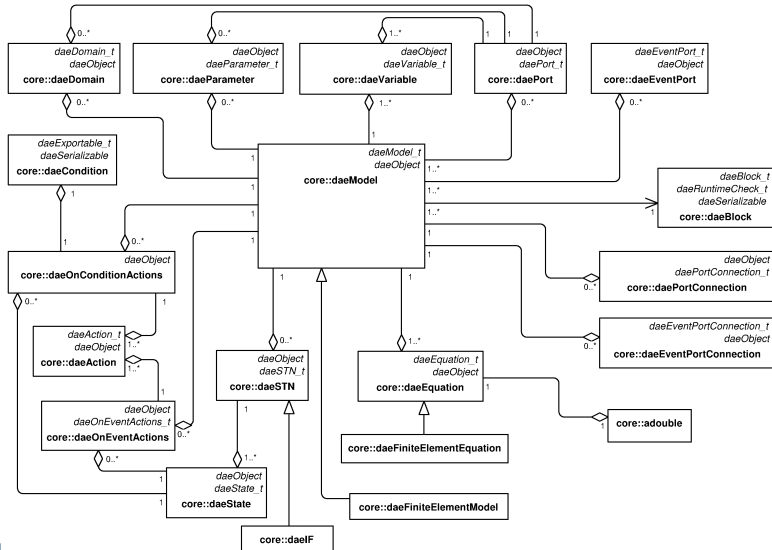 0..*
0..*
1
1
1
1
daeDomain_t
daeObject
core::daeDomain
daeObject
daeParameter_t
core::daeParameter
daeObject
daeVariable_t
core::daeVariable
daeObject
daePort_t
core::daePort
daeEventPort_t
daeObject
core::daeEventPort
0..*
0..*
1..*
0..*
0..*
daeExportable_t
daeSerializable
core::daeCondition
1
1
1
1
1
daeModel_t
daeObject
core::daeModel
1
1
1
1
1..*
1..*
1..*
1
1
daeBlock_t
daeRuntimeCheck_t
daeSerializable
core::daeBlock
1
0..*
daeObject
core::daeOnConditionActions
0..*
1
daeObject
daePortConnection_t
core::daePortConnection
0..*
daeAction_t
daeObject
core::daeAction
1..*
1..*
1
daeEventPortConnection_t
daeObject
core::daeEventPortConnection
0..*
1
0..*
daeObject
daeSTN_t
core::daeSTN
1
1
1..*
daeEquation_t
daeObject
core::daeEquation
1
daeObject
daeOnEventActions_t
core::daeOnEventActions
0..*
0..*
core::adouble
1
core::daeFiniteElementEquation
1..*
daeObject
daeState_t
core::daeState
1
1
core::daeFiniteElementModel
core::daeIF